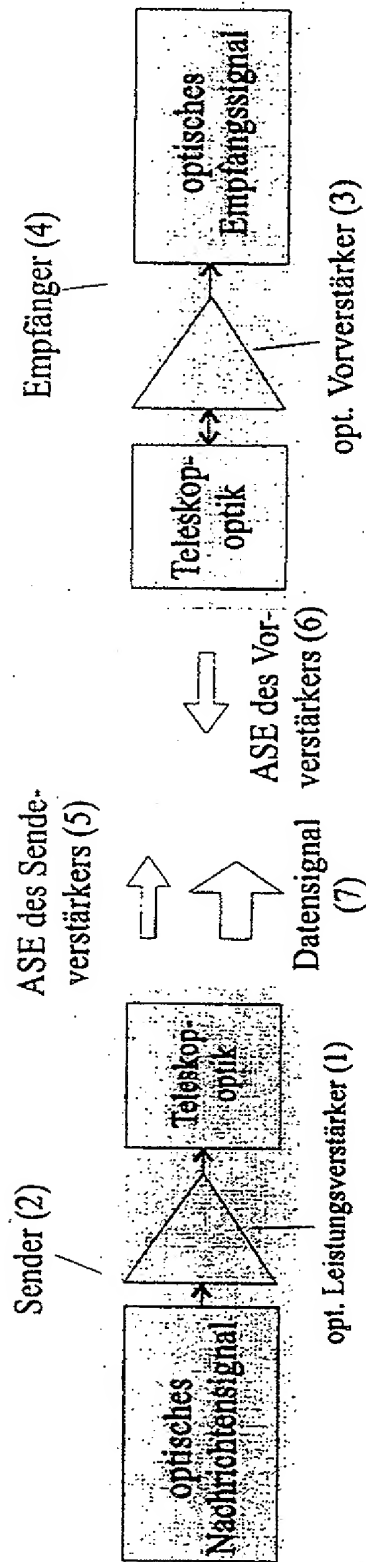 Sender (2)
optisches
Nachrichtensignal
opt. Leistungsverstärker (1)
Teleskop-
optik
ASE des Sende-
verstärkers (5)
Datensignal
(7)
ASE des Vor-
verstärkers (6)
Empfänger (4)
Teleskop-
optik
opt. Vorverstärker (3)
optisches
Empfangssignal